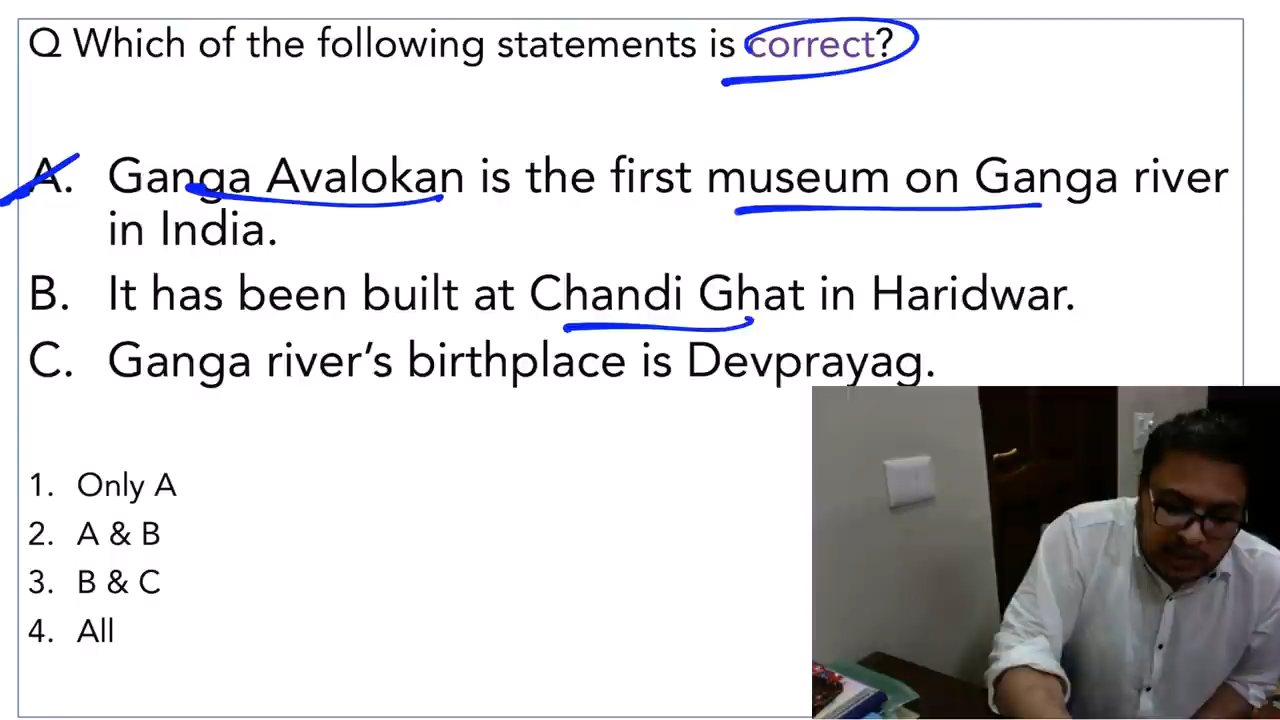 Q Which of the following statements is correct?
A. Ganga Avalokan is the first museum on Ganga river
in India.
B. It has been built at Chandi Ghat in Haridwar.
C. Ganga river’s birthplace is Devprayag.
1. Only A
2. A & B
3. B & C
4. All